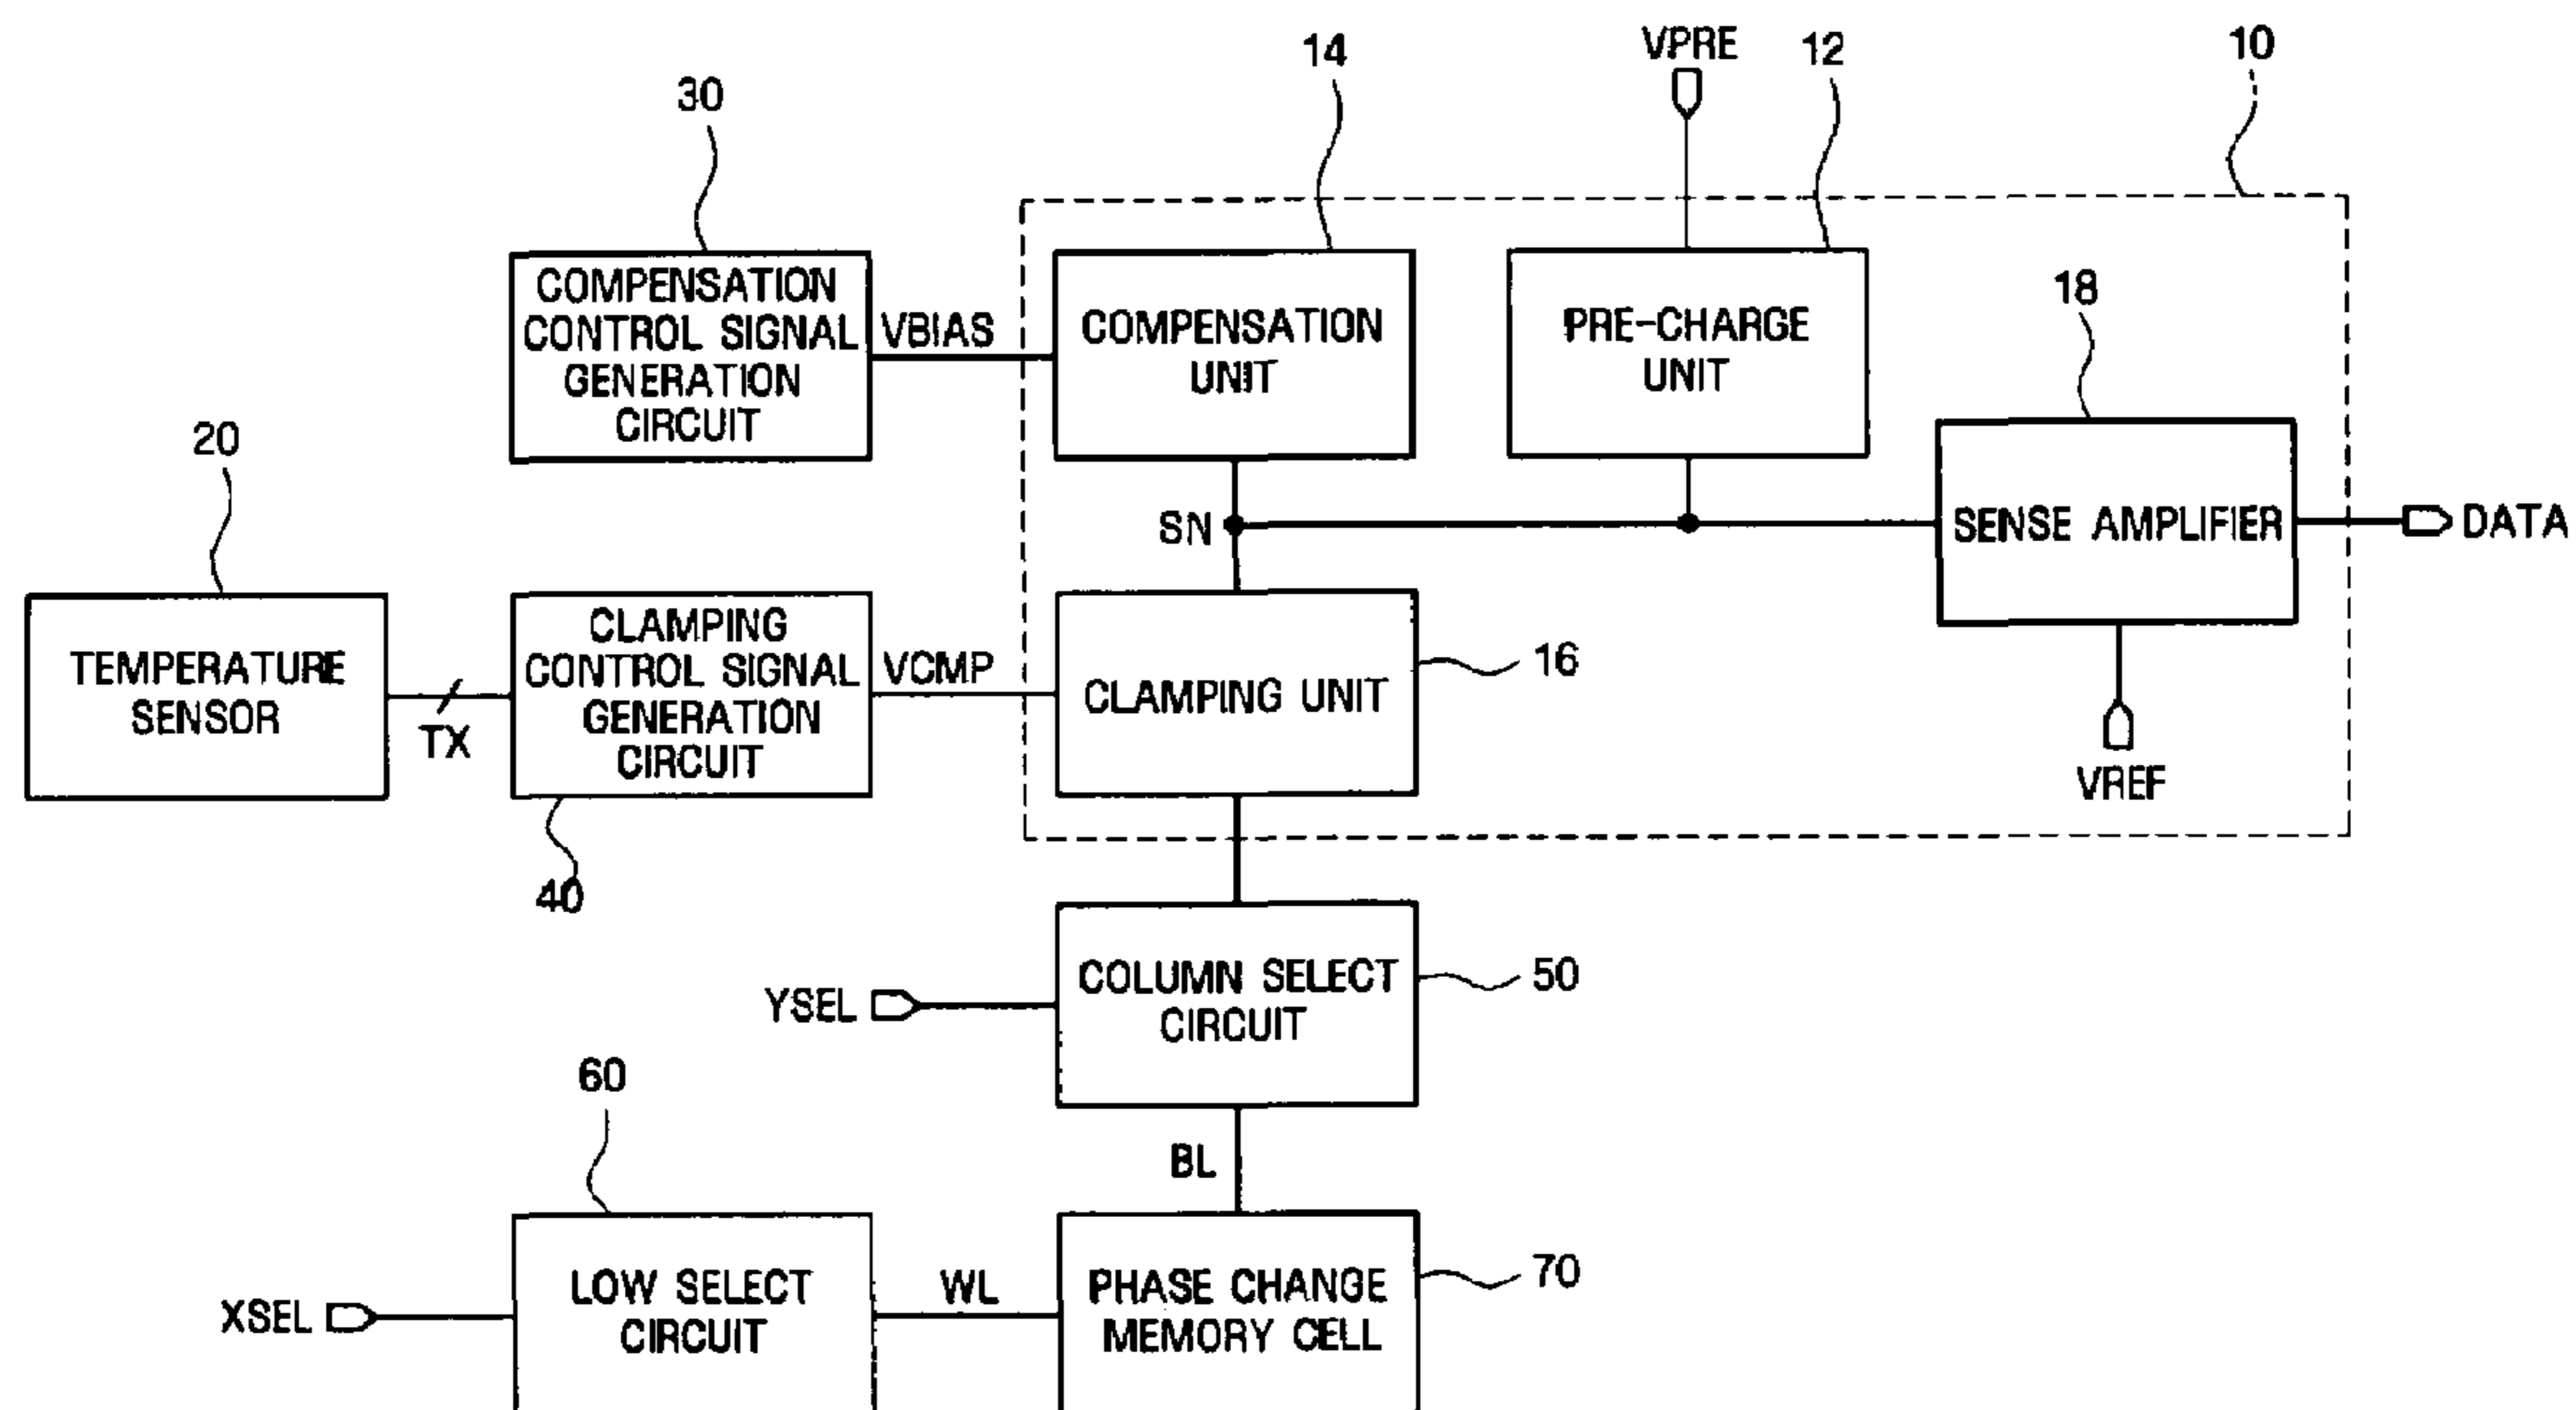 14
VPRE
12
10
30
COMPENSATION
CONTROL SIGNAL
GENERATION
CIRCUIT
VBIAS
COMPENSATION
UNIT
PRE-CHARGE
UNIT
18
20
SN
SENSE AMPLIFIER
DATA
TEMPERATURE
SENSOR
TX
CLAMPING
CONTROL SIGNAL
GENERATION
CIRCUIT
VCMP
CLAMPING UNIT
16
VREF
40
YSEL
COLUMN SELECT
CIRCUIT
50
60
BL
XSEL
LOW SELECT
CIRCUIT
WL
PHASE CHANGE
MEMORY CELL
70